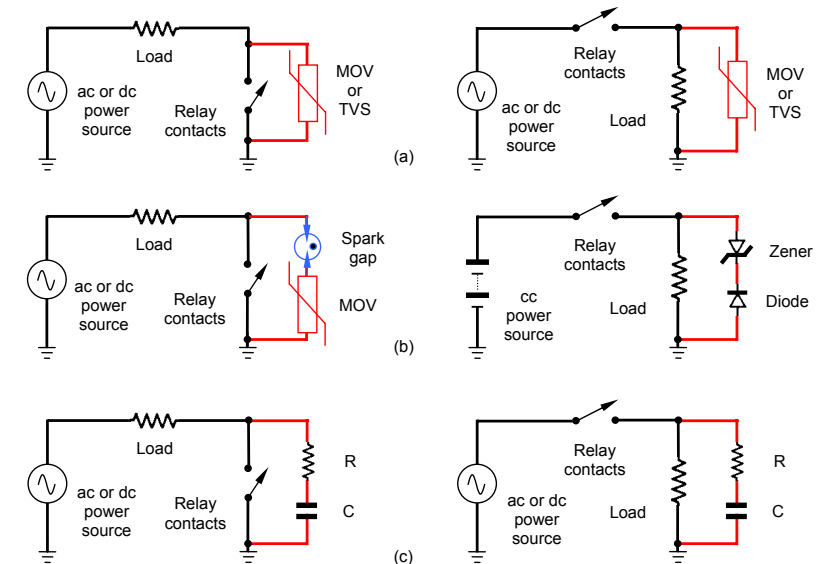 Load
ac or dc
power
source
Relay
contacts
MOV
or
TVS
(a)
Relay
contacts
ac or dc
power
source
Load
MOV
or
TVS
Load
ac or dc
power
source
Relay
contacts
Spark
gap
MOV
(b)
Relay
contacts
cc
power
source
Load
Zener
Diode
Load
ac or dc
power
source
Relay
contacts
R
C
(c)
Relay
contacts
ac or dc
power
source
Load
R
C